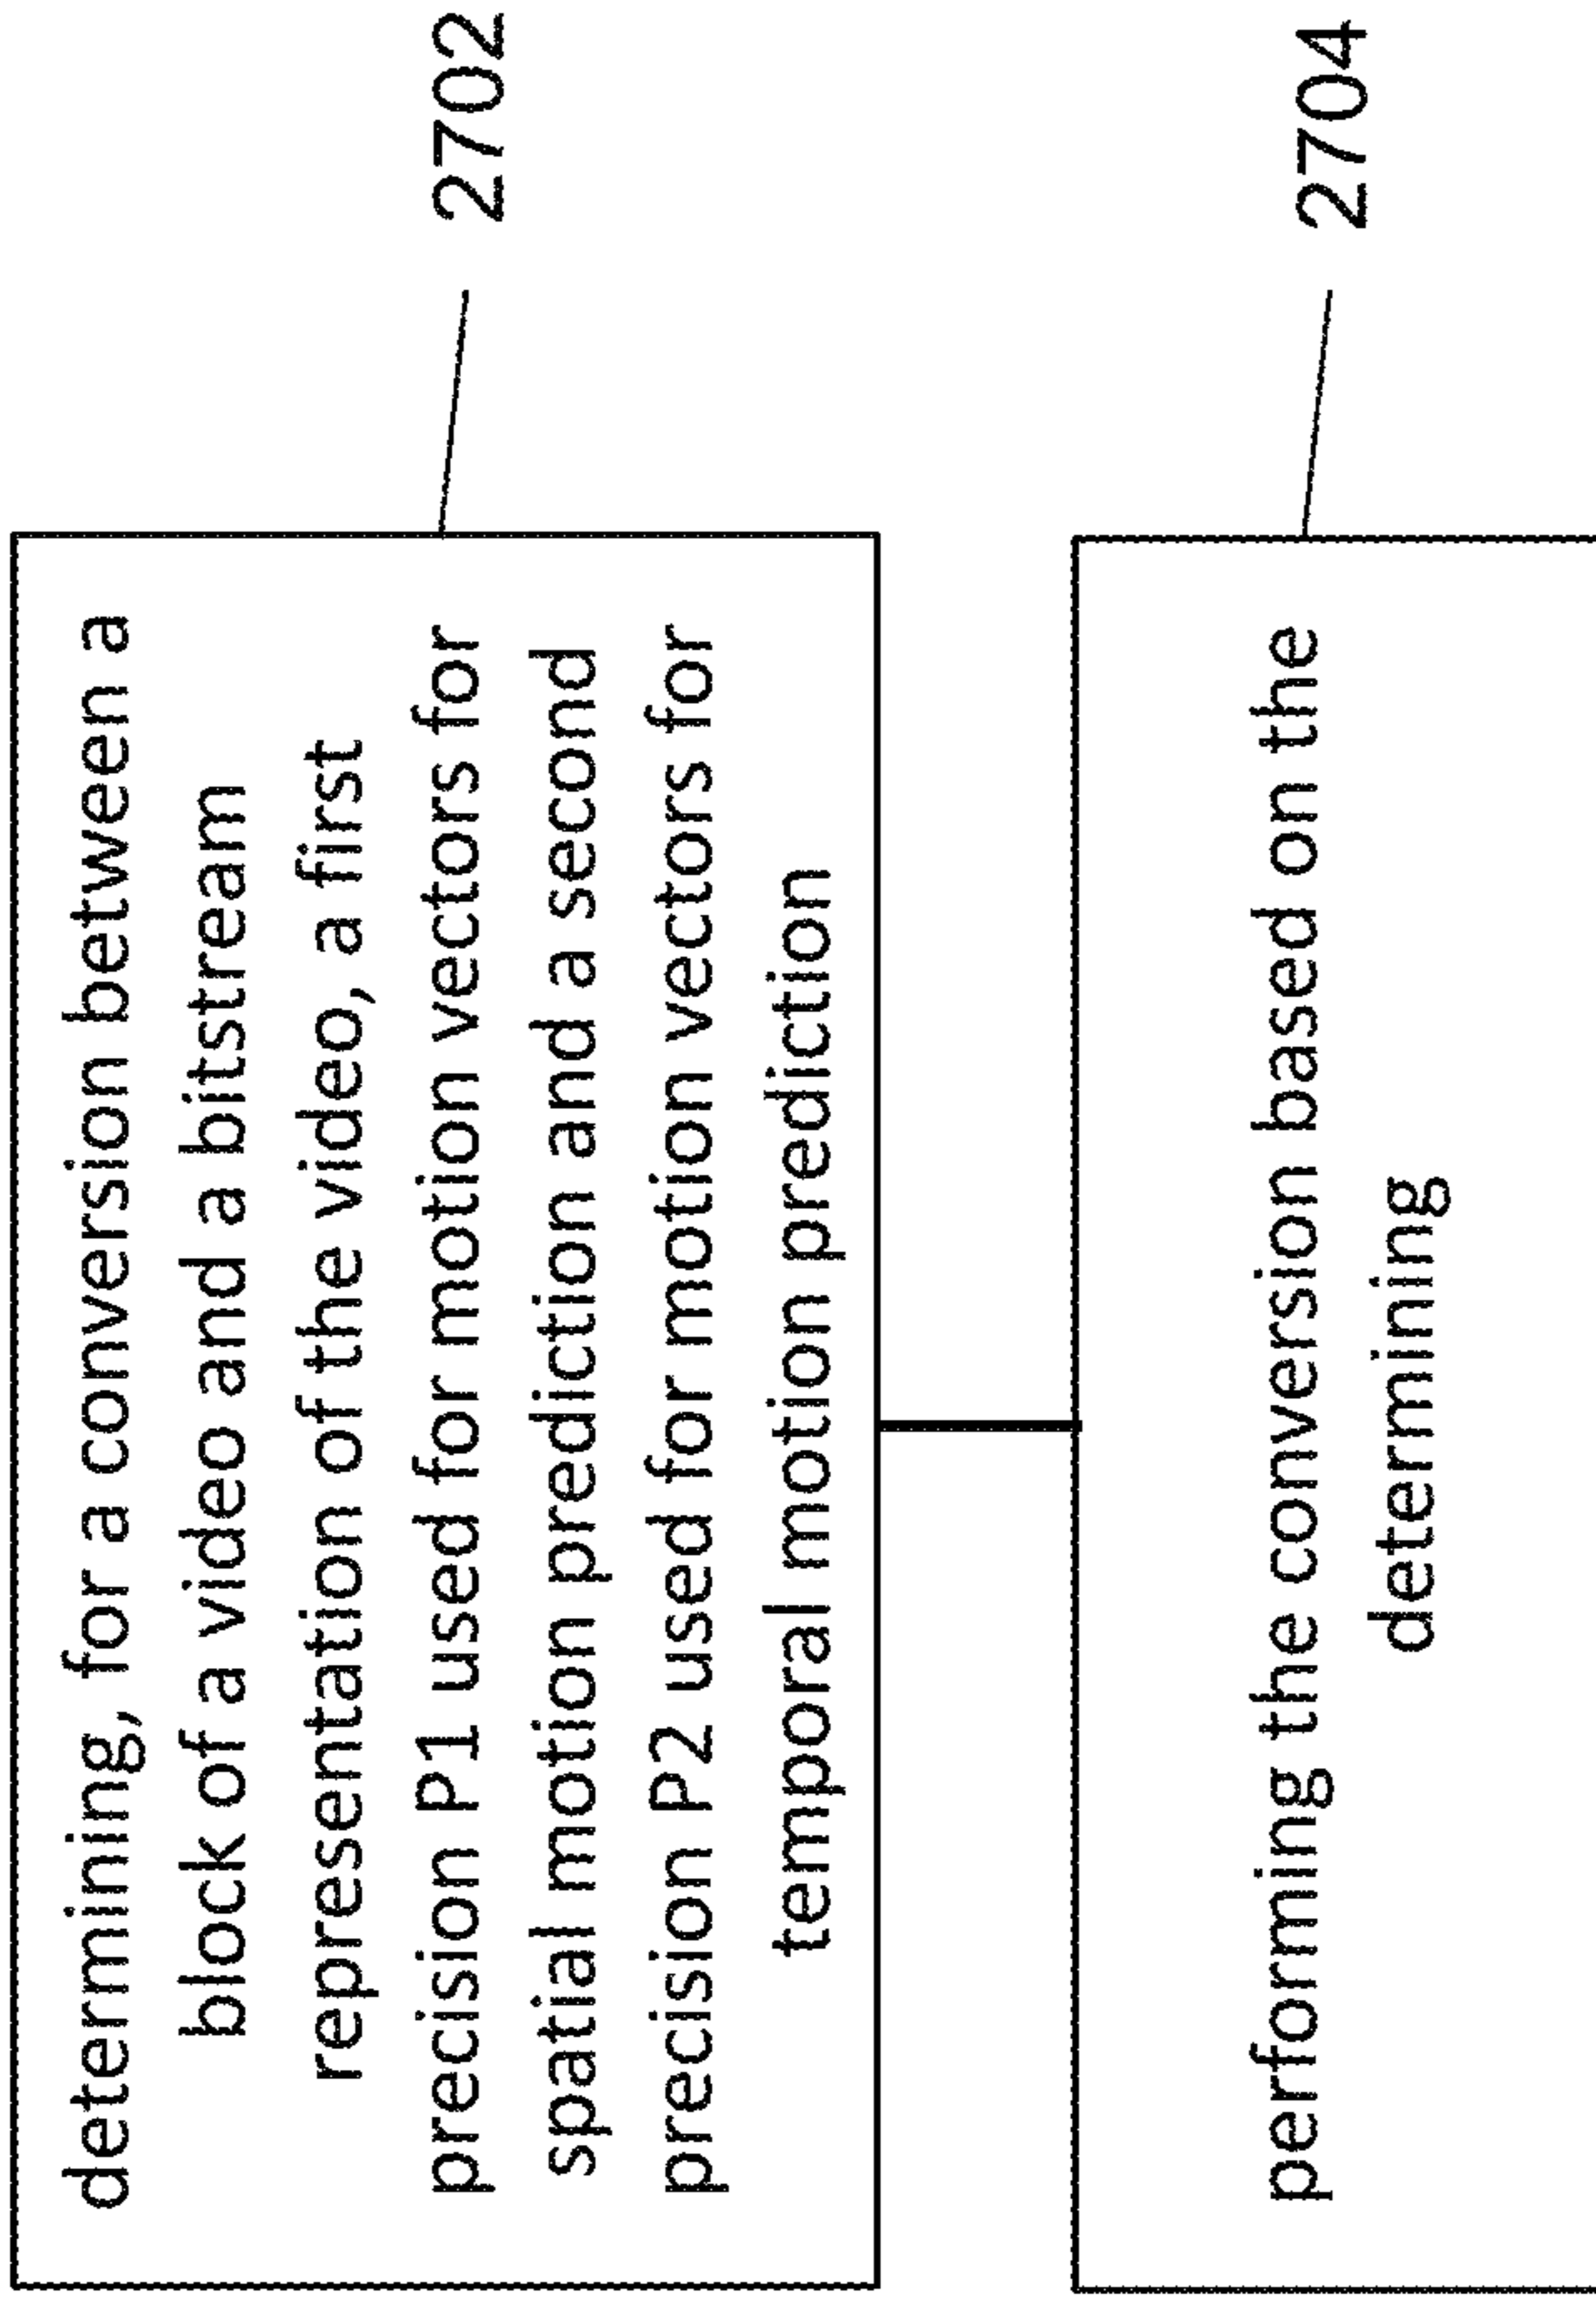 determining, for a conversion between a
block of a video and a bitstream
representation of the video, a first
precision P1 used for motion vectors for
spatial motion prediction and a second
precision P2 used for motion vectors for
temporal motion prediction
2702
performing the conversion based on the
determining
2704